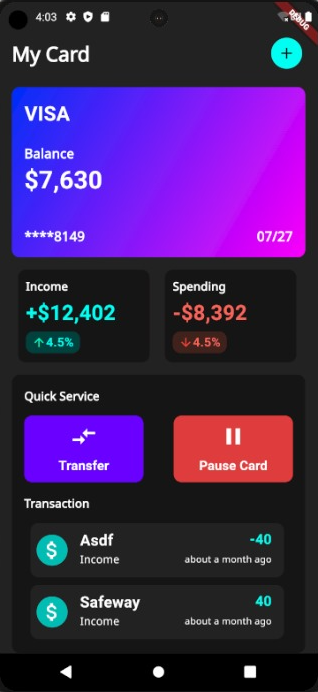 4:03
DEBUG
My Card
+
VISA
Balance
$7,630
****8149 07/27
Income Spending
+$12,402 -$8,392
↑4.5% ↓4.5%
Quick Service
Transfer Pause Card
Transaction
$ Asdf -40
Income about a month ago
$ Safeway 40
Income about a month ago